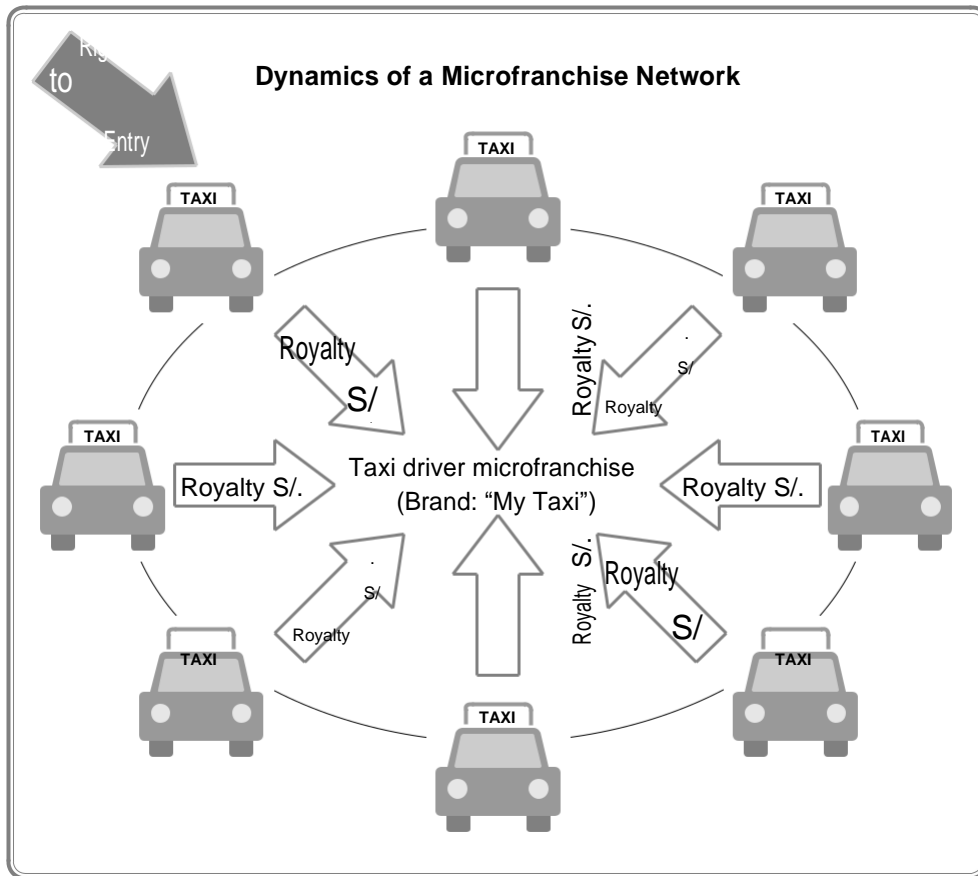 Dynamics of a Microfranchise Network
to
Entry
TAXI
TAXI
TAXI
Royalty
S/.
Royalty S/.
Royalty
S/
.
TAXI
Royalty S/.
Taxi driver microfranchise
(Brand: “My Taxi”)
Royalty S/.
TAXI
Royalty
S/
.
Royalty S/.
Royalty
S/
TAXI
TAXI
TAXI